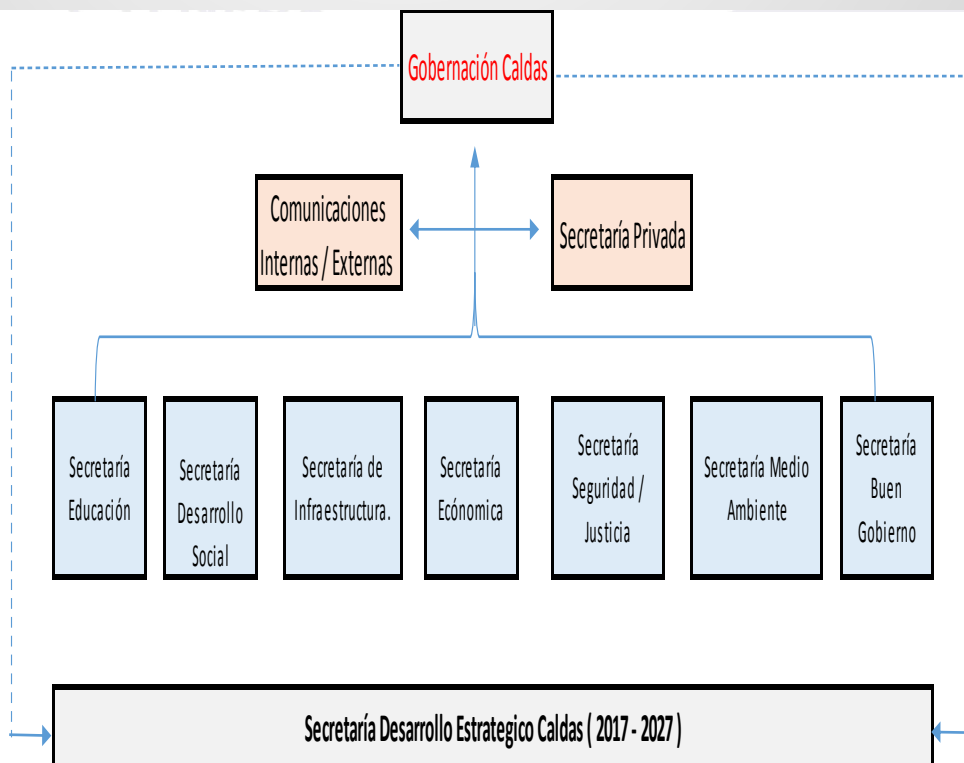 Gobernación Caldas
Comunicaciones
Internas / Externas
Secretaría Privada
Secretaría
Educación
Secretaría
Desarrollo
Social
Secretaría de
Infraestructura.
Secretaría
Ecónomica
Secretaría
Seguridad /
Justicia
Secretaría Medio
Ambiente
Secretaría
Buen
Gobierno
Secretaría Desarrollo Estrategico Caldas ( 2017 - 2027 )